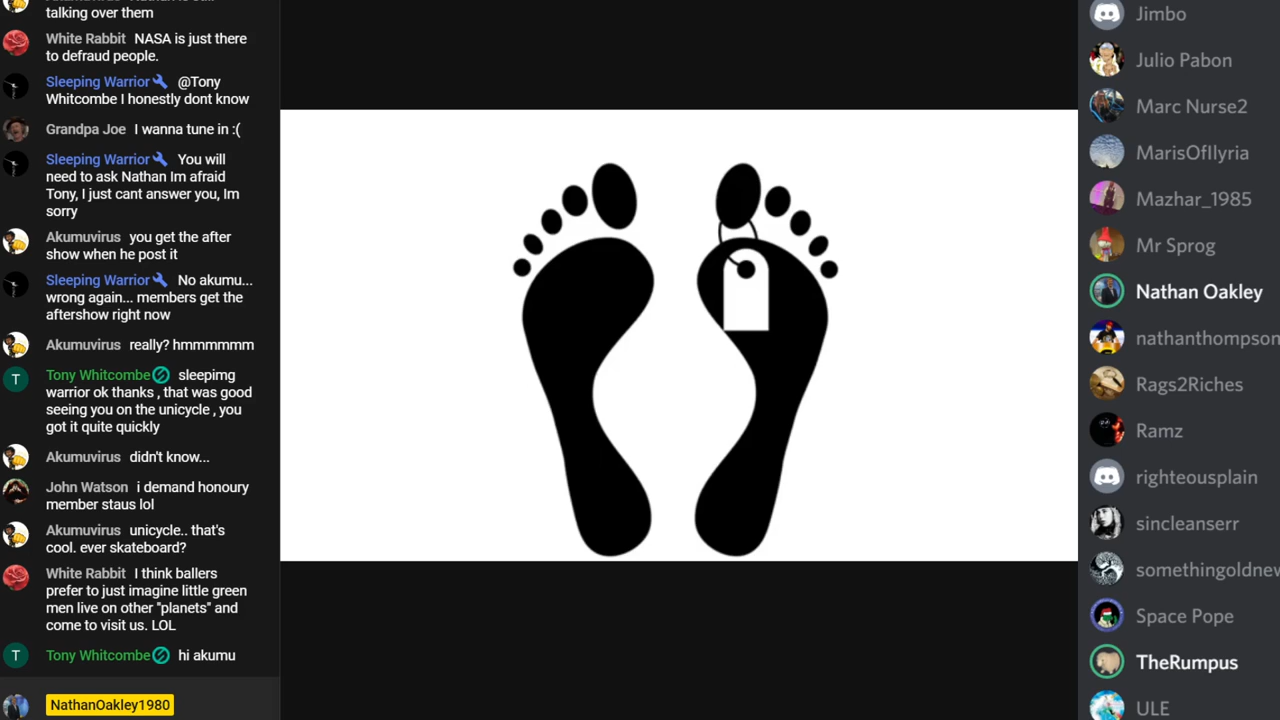 talking over them
White Rabbit NASA is just there
to defraud people.
Sleeping Warrior @Tony
Whitcombe I honestly dont know
Grandpa Joe I wanna tune in :(
Sleeping Warrior You will
need to ask Nathan Im afraid
Tony, I just cant answer you, Im
sorry
Akumuvirus you get the after
show when he post it
Sleeping Warrior No akumu...
wrong again... members get the
aftershow right now
Akumuvirus really? hmmmmmm
T Tony Whitcombe sleepimg
warrior ok thanks , that was good
seeing you on the unicycle , you
got it quite quickly
Akumuvirus didn't know...
John Watson i demand honoury
member staus lol
Akumuvirus unicycle.. that's
cool. ever skateboard?
White Rabbit I think ballers
prefer to just imagine little green
men live on other "planets" and
come to visit us. LOL
T Tony Whitcombe hi akumu
NathanOakley1980
Jimbo
Julio Pabon
Marc Nurse2
MarisOfIlyria
Mazhar_1985
Mr Sprog
Nathan Oakley
nathanthompson
Rags2Riches
Ramz
righteousplain
sincleanserr
somethingoldnew
Space Pope
TheRumpus
ULE